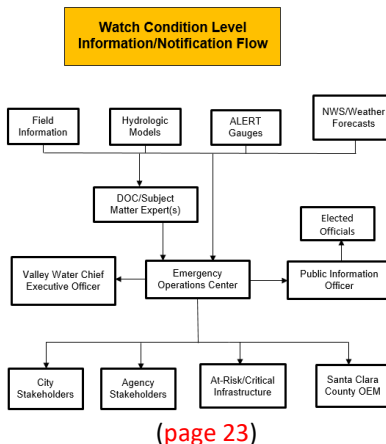 Watch Condition Level
Information/Notification Flow
Field
Information
Hydrologic
Models
ALERT
Gauges
NWS/Weather
Forecasts
DOC/Subject
Matter Expert(s)
Elected
Officials
Valley Water Chief
Executive Officer
Emergency
Operations Center
Public Information
Officer
City
Stakeholders
Agency
Stakeholders
At-Risk/Critical
Infrastructure
Santa Clara
County OEM
(page 23)